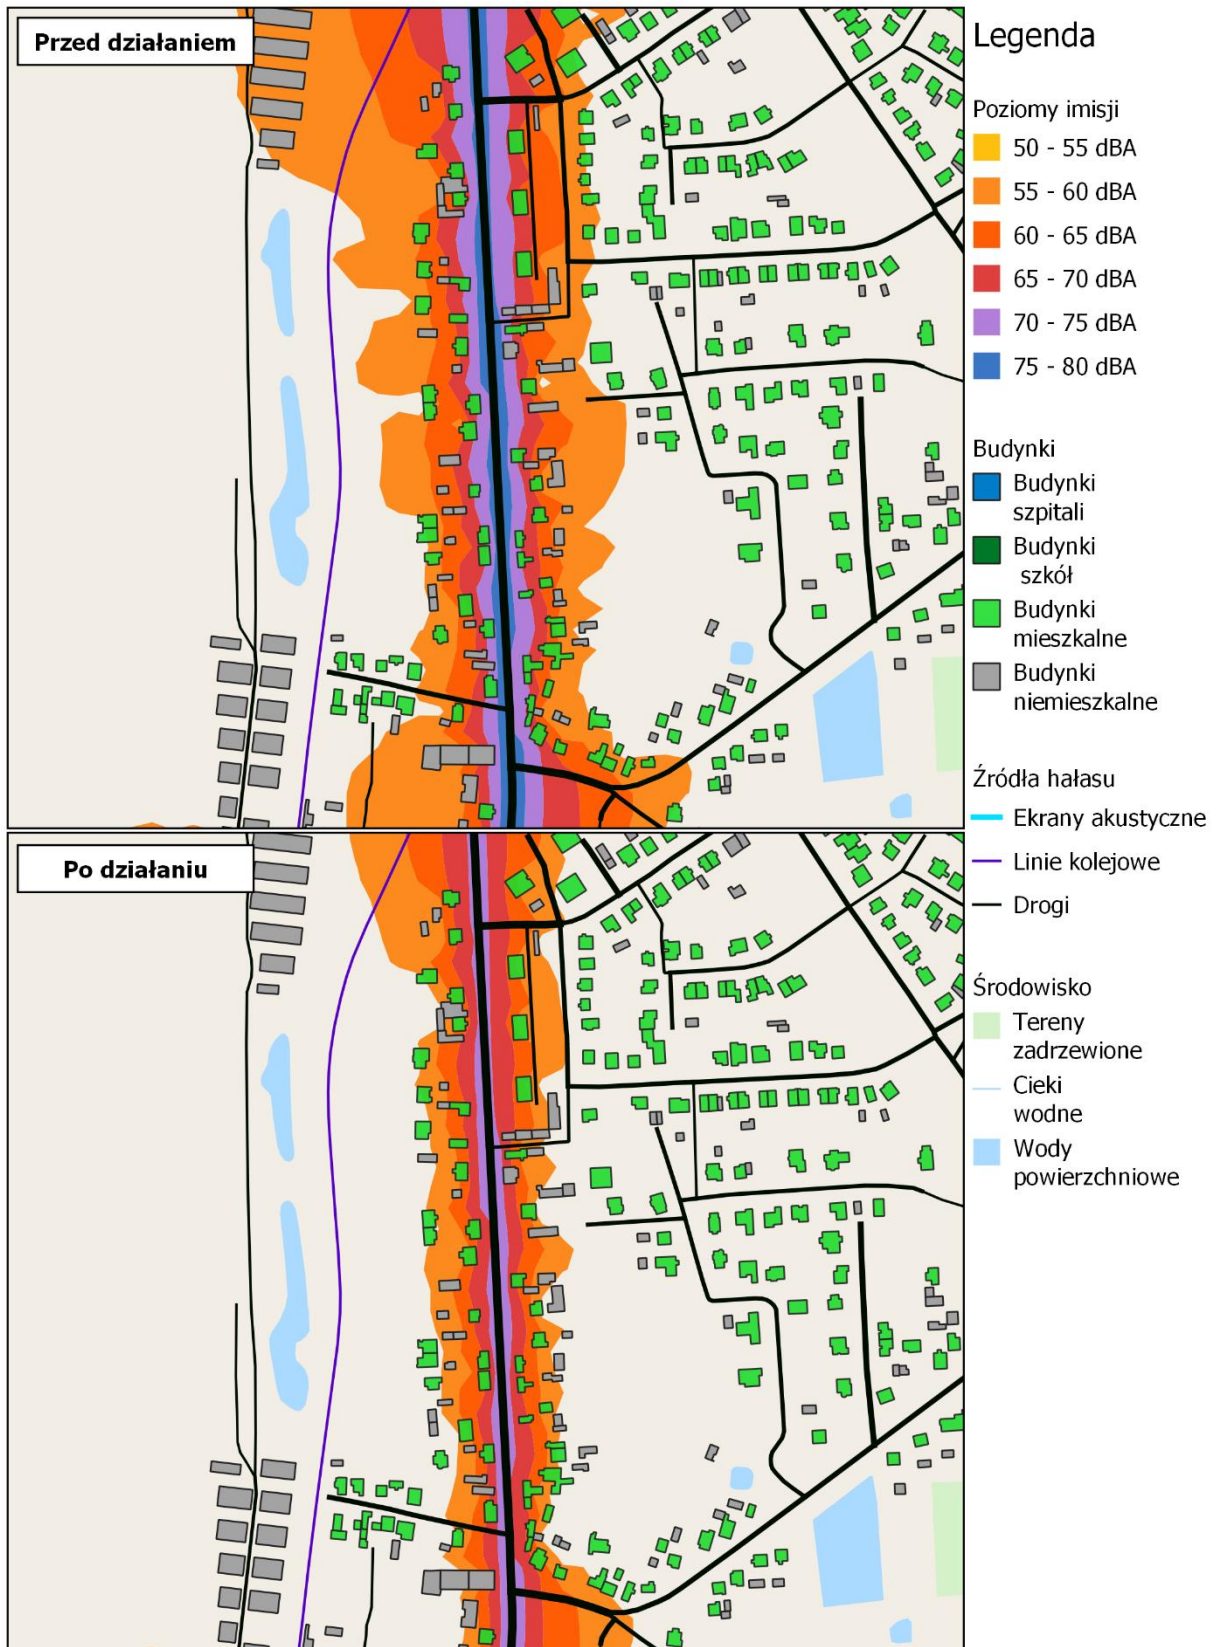 Przed działaniem
Legenda
Poziomy imisji
50 - 55 dBA
55 - 60 dBA
60 - 65 dBA
65 - 70 dBA
70 - 75 dBA
75 - 80 dBA
Budynki
Budynki
szpitali
Budynki
szkół
Budynki
mieszkalne
Budynki
niemieszkalne
Źródła hałasu
Ekrany akustyczne
Linie kolejowe
Drogi
Środowisko
Tereny
zadrzewione
Cieki
wodne
Wody
powierzchniowe
Po działaniu